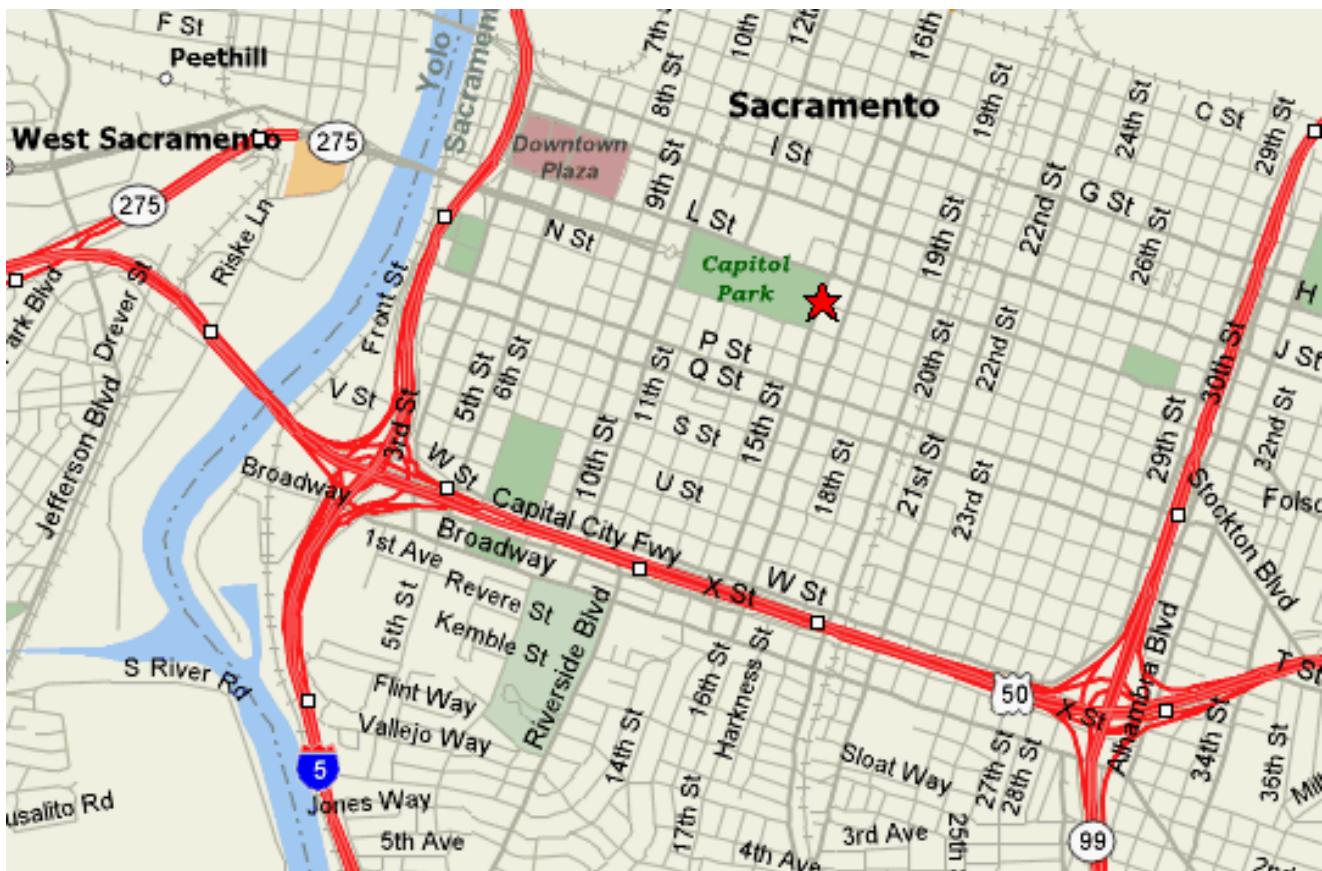 F St
Peethill
West Sacramento
275
275
Yolo
Sacramen
7th St
8th St
9th St
10th St
12th
16th
Sacramento
Downtown
Plaza
I St
19th St
24th St
C St
29th St
L St
N St
Capitol
Park
19th St
22nd St
G St
26th St
H
J St
Riske Ln
Drever St
ark Blvd
Front St
V St
5th St
6th St
3rd St
W St
P St
Q St
11th St
S St
15th St
U St
10th St
18th St
20th St
22nd St
21st St
23rd St
30th St
29th St
32nd St
Stockton Blvd
Folso
Jefferson Blvd
Broadway
Capital City Fwy
Broadway
X St
W St
1st Ave
Revere St
Kemble St
5th St
Riverside Blvd
S River Rd
Flint Way
Vallejo Way
14th St
16th St
Harkness St
17th St
50
X St
Alhambra Blvd
T St
34th St
36th St
Sloat Way
27th St
28th St
25th S
5
Jones Way
5th Ave
4th Ave
3rd Ave
99
usalito Rd
Mil
2nd